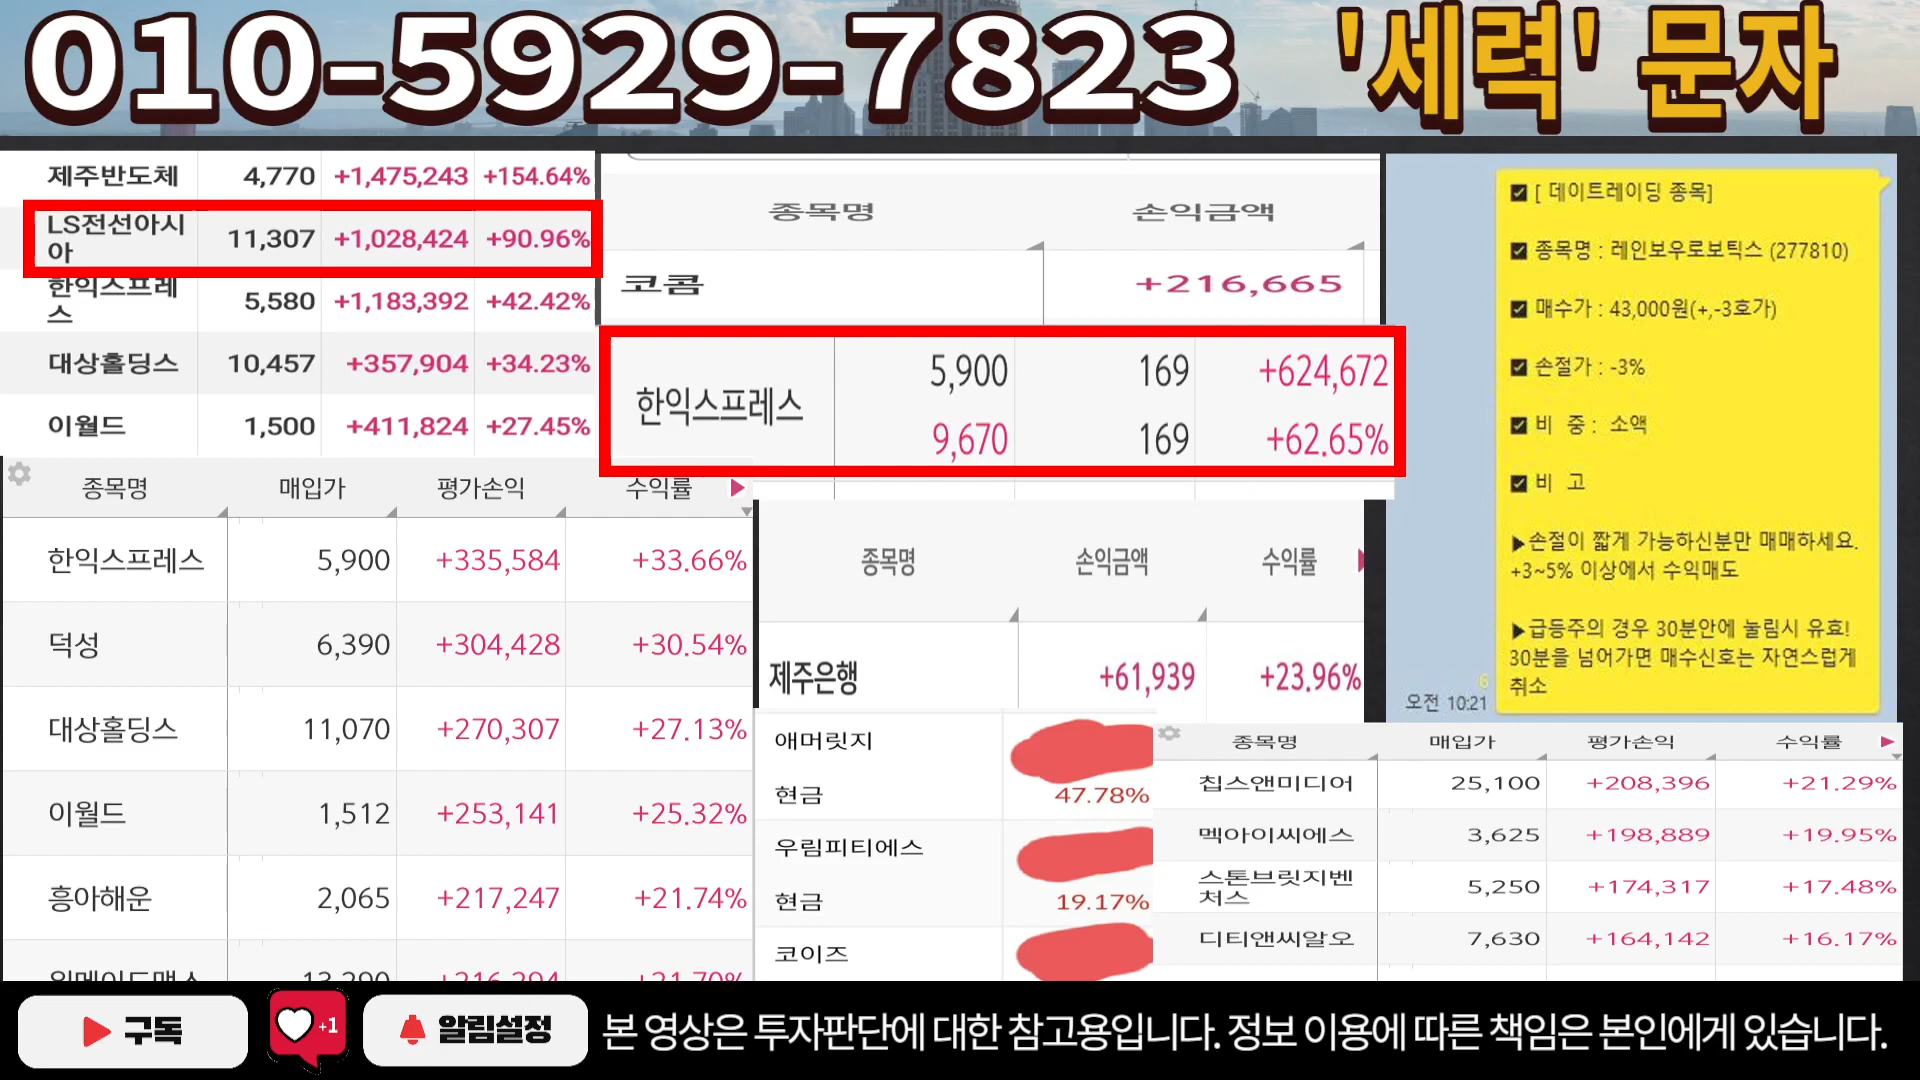 010-5929-7823 '세력' 문자
제주반도체 4,770 +1,475,243 +154.64%
LS전선아시아 11,307 +1,028,424 +90.96%
한익스프레스 5,580 +1,183,392 +42.42%
대상홀딩스 10,457 +357,904 +34.23%
이월드 1,500 +411,824 +27.45%
종목명 손익금액
코콤 +216,665
한익스프레스 5,900 169 +624,672
9,670 169 +62.65%
[ 데이트레이딩 종목]
종목명 : 레인보우로보틱스 (277810)
매수가 : 43,000원(+,-3호가)
손절가 : -3%
비 중 : 소액
비 고
▶손절이 짧게 가능하신분만 매매하세요.
+3~5% 이상에서 수익매도
▶급등주의 경우 30분안에 눌림시 유효!
30분을 넘어가면 매수신호는 자연스럽게
취소
6
오전 10:21
종목명 매입가 평가손익 수익률
한익스프레스 5,900 +335,584 +33.66%
덕성 6,390 +304,428 +30.54%
대상홀딩스 11,070 +270,307 +27.13%
이월드 1,512 +253,141 +25.32%
흥아해운 2,065 +217,247 +21.74%
종목명 손익금액 수익률
제주은행 +61,939 +23.96%
애머릿지
현금 47.78%
우림피티에스
현금 19.17%
코이즈
종목명 매입가 평가손익 수익률
칩스앤미디어 25,100 +208,396 +21.29%
멕아이씨에스 3,625 +198,889 +19.95%
스톤브릿지벤처스 5,250 +174,317 +17.48%
디티앤씨알오 7,630 +164,142 +16.17%
구독 +1 알림설정 본 영상은 투자판단에 대한 참고용입니다. 정보 이용에 따른 책임은 본인에게 있습니다.